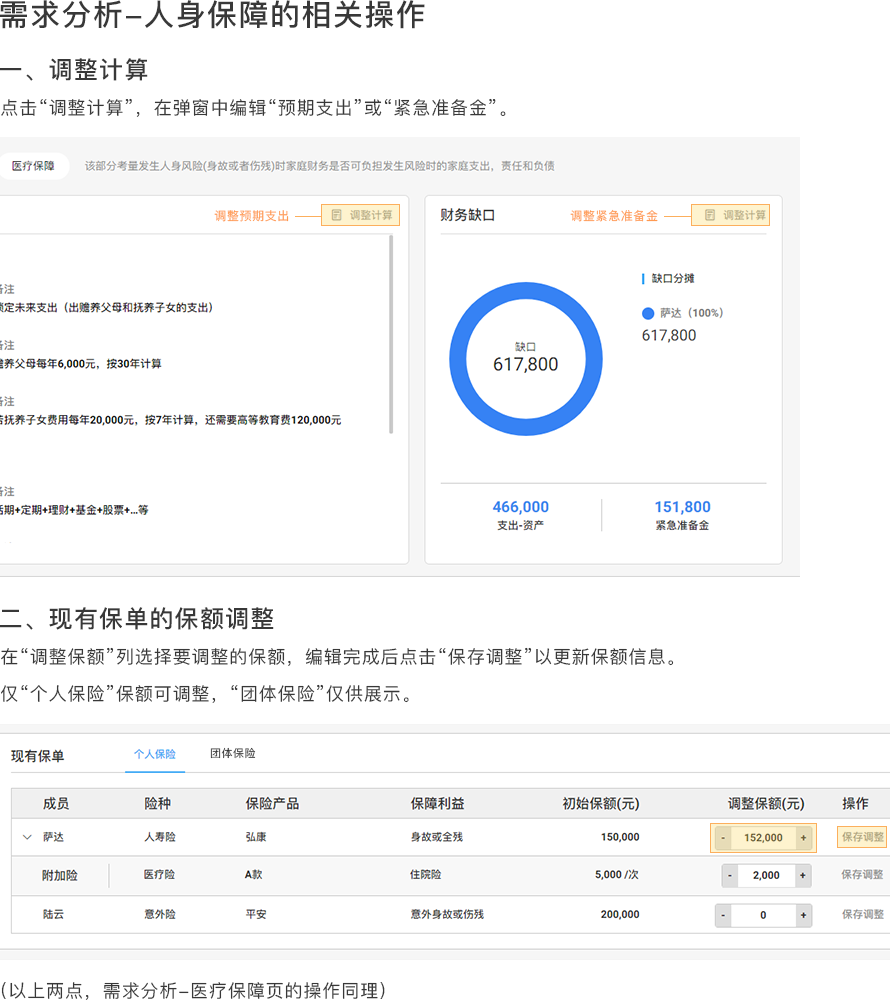 需求分析–人身保障的相关操作
一、调整计算
点击“调整计算”，在弹窗中编辑“预期支出”或“紧急准备金”。
医疗保障 该部分考量发生人身风险(身故或者伤残)时家庭财务是否可负担发生风险时的家庭支出，责任和负债
调整预期支出 调整计算
备注
锁定未来支出（出赡养父母和抚养子女的支出）
备注
赡养父母每年6,000元，按30年计算
备注
若抚养子女费用每年20,000元，按7年计算，还需要高等教育费120,000元
备注
活期+定期+理财+基金+股票+...等
财务缺口 调整紧急准备金 调整计算
缺口
617,800
缺口分摊
萨达（100%）
617,800
466,000 151,800
支出-资产 紧急准备金
二、现有保单的保额调整
在“调整保额”列选择要调整的保额，编辑完成后点击“保存调整”以更新保额信息。
仅“个人保险”保额可调整，“团体保险”仅供展示。
现有保单 个人保险 团体保险
成员 险种 保险产品 保障利益 初始保额(元) 调整保额(元) 操作
萨达 人寿险 弘康 身故或全残 150,000 - 152,000 + 保存调整
附加险 医疗险 A款 住院险 5,000 /次 - 2,000 + 保存调整
陆云 意外险 平安 意外身故或伤残 200,000 - 0 + 保存调整
(以上两点，需求分析–医疗保障页的操作同理)